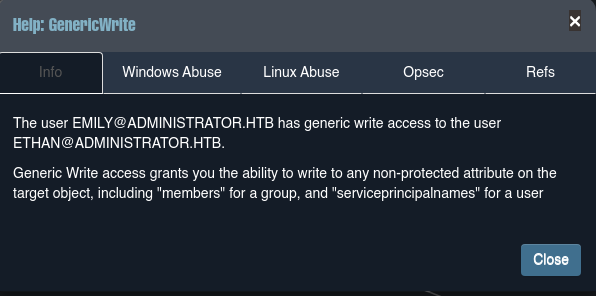 Help: GenericWrite
×
Info
Windows Abuse
Linux Abuse
Opsec
Refs
The user EMILY@ADMINISTRATOR.HTB has generic write access to the user
ETHAN@ADMINISTRATOR.HTB.
Generic Write access grants you the ability to write to any non-protected attribute on the
target object, including "members" for a group, and "serviceprincipalnames" for a user
Close